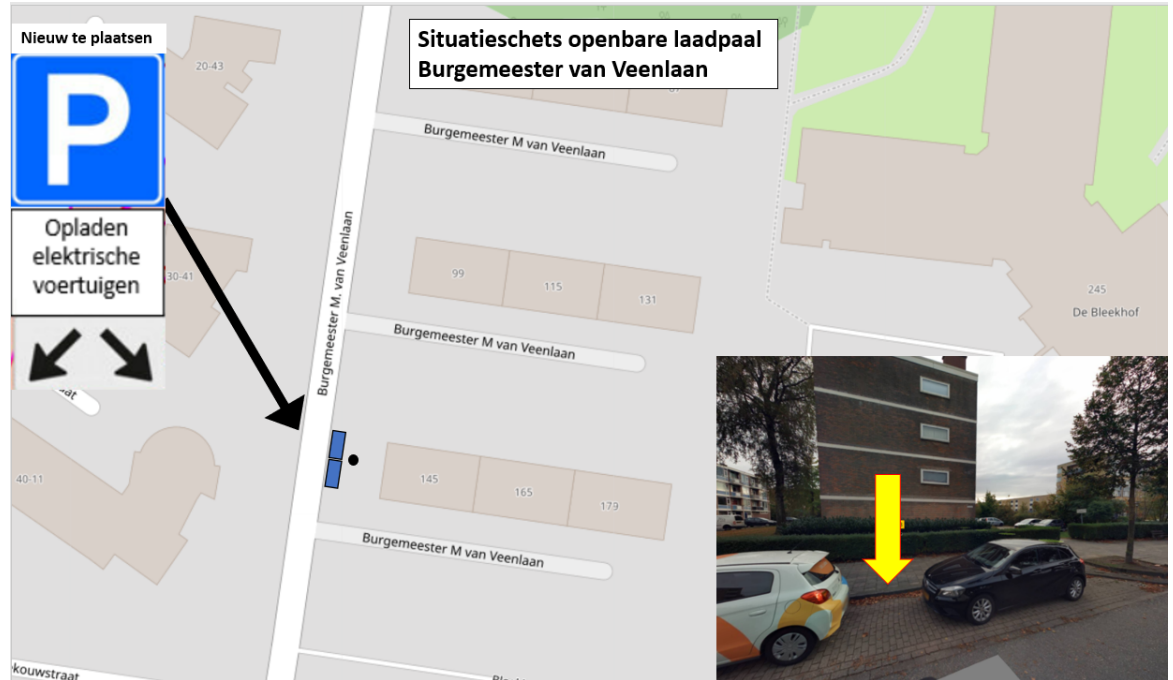 Nieuw te plaatsen
P
Opladen
elektrische
voertuigen
Situatieschets openbare laadpaal
Burgemeester van Veenlaan
20-43
Burgemeester M van Veenlaan
30-41
Burgemeester M. van Veenlaan
99
115
131
245
De Bleekhof
Burgemeester M van Veenlaan
aat
40-11
145
165
179
Burgemeester M van Veenlaan
kouwstraat